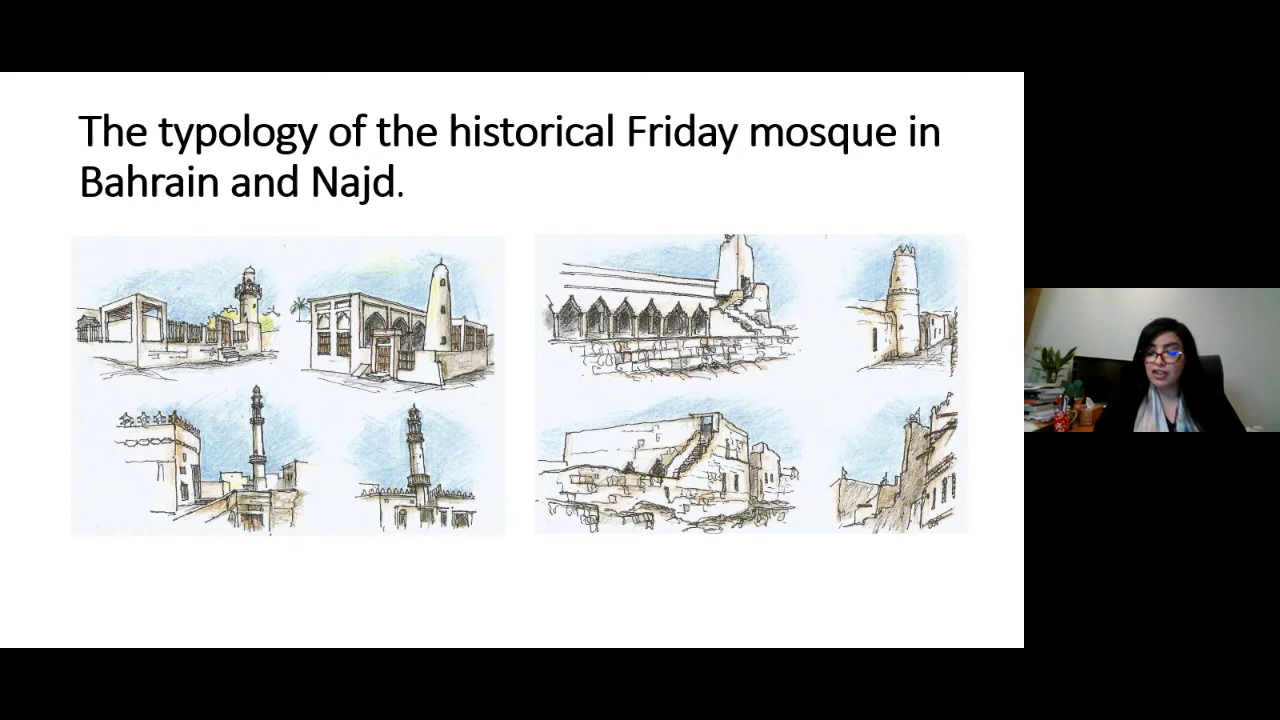 The typology of the historical Friday mosque in
Bahrain and Najd.